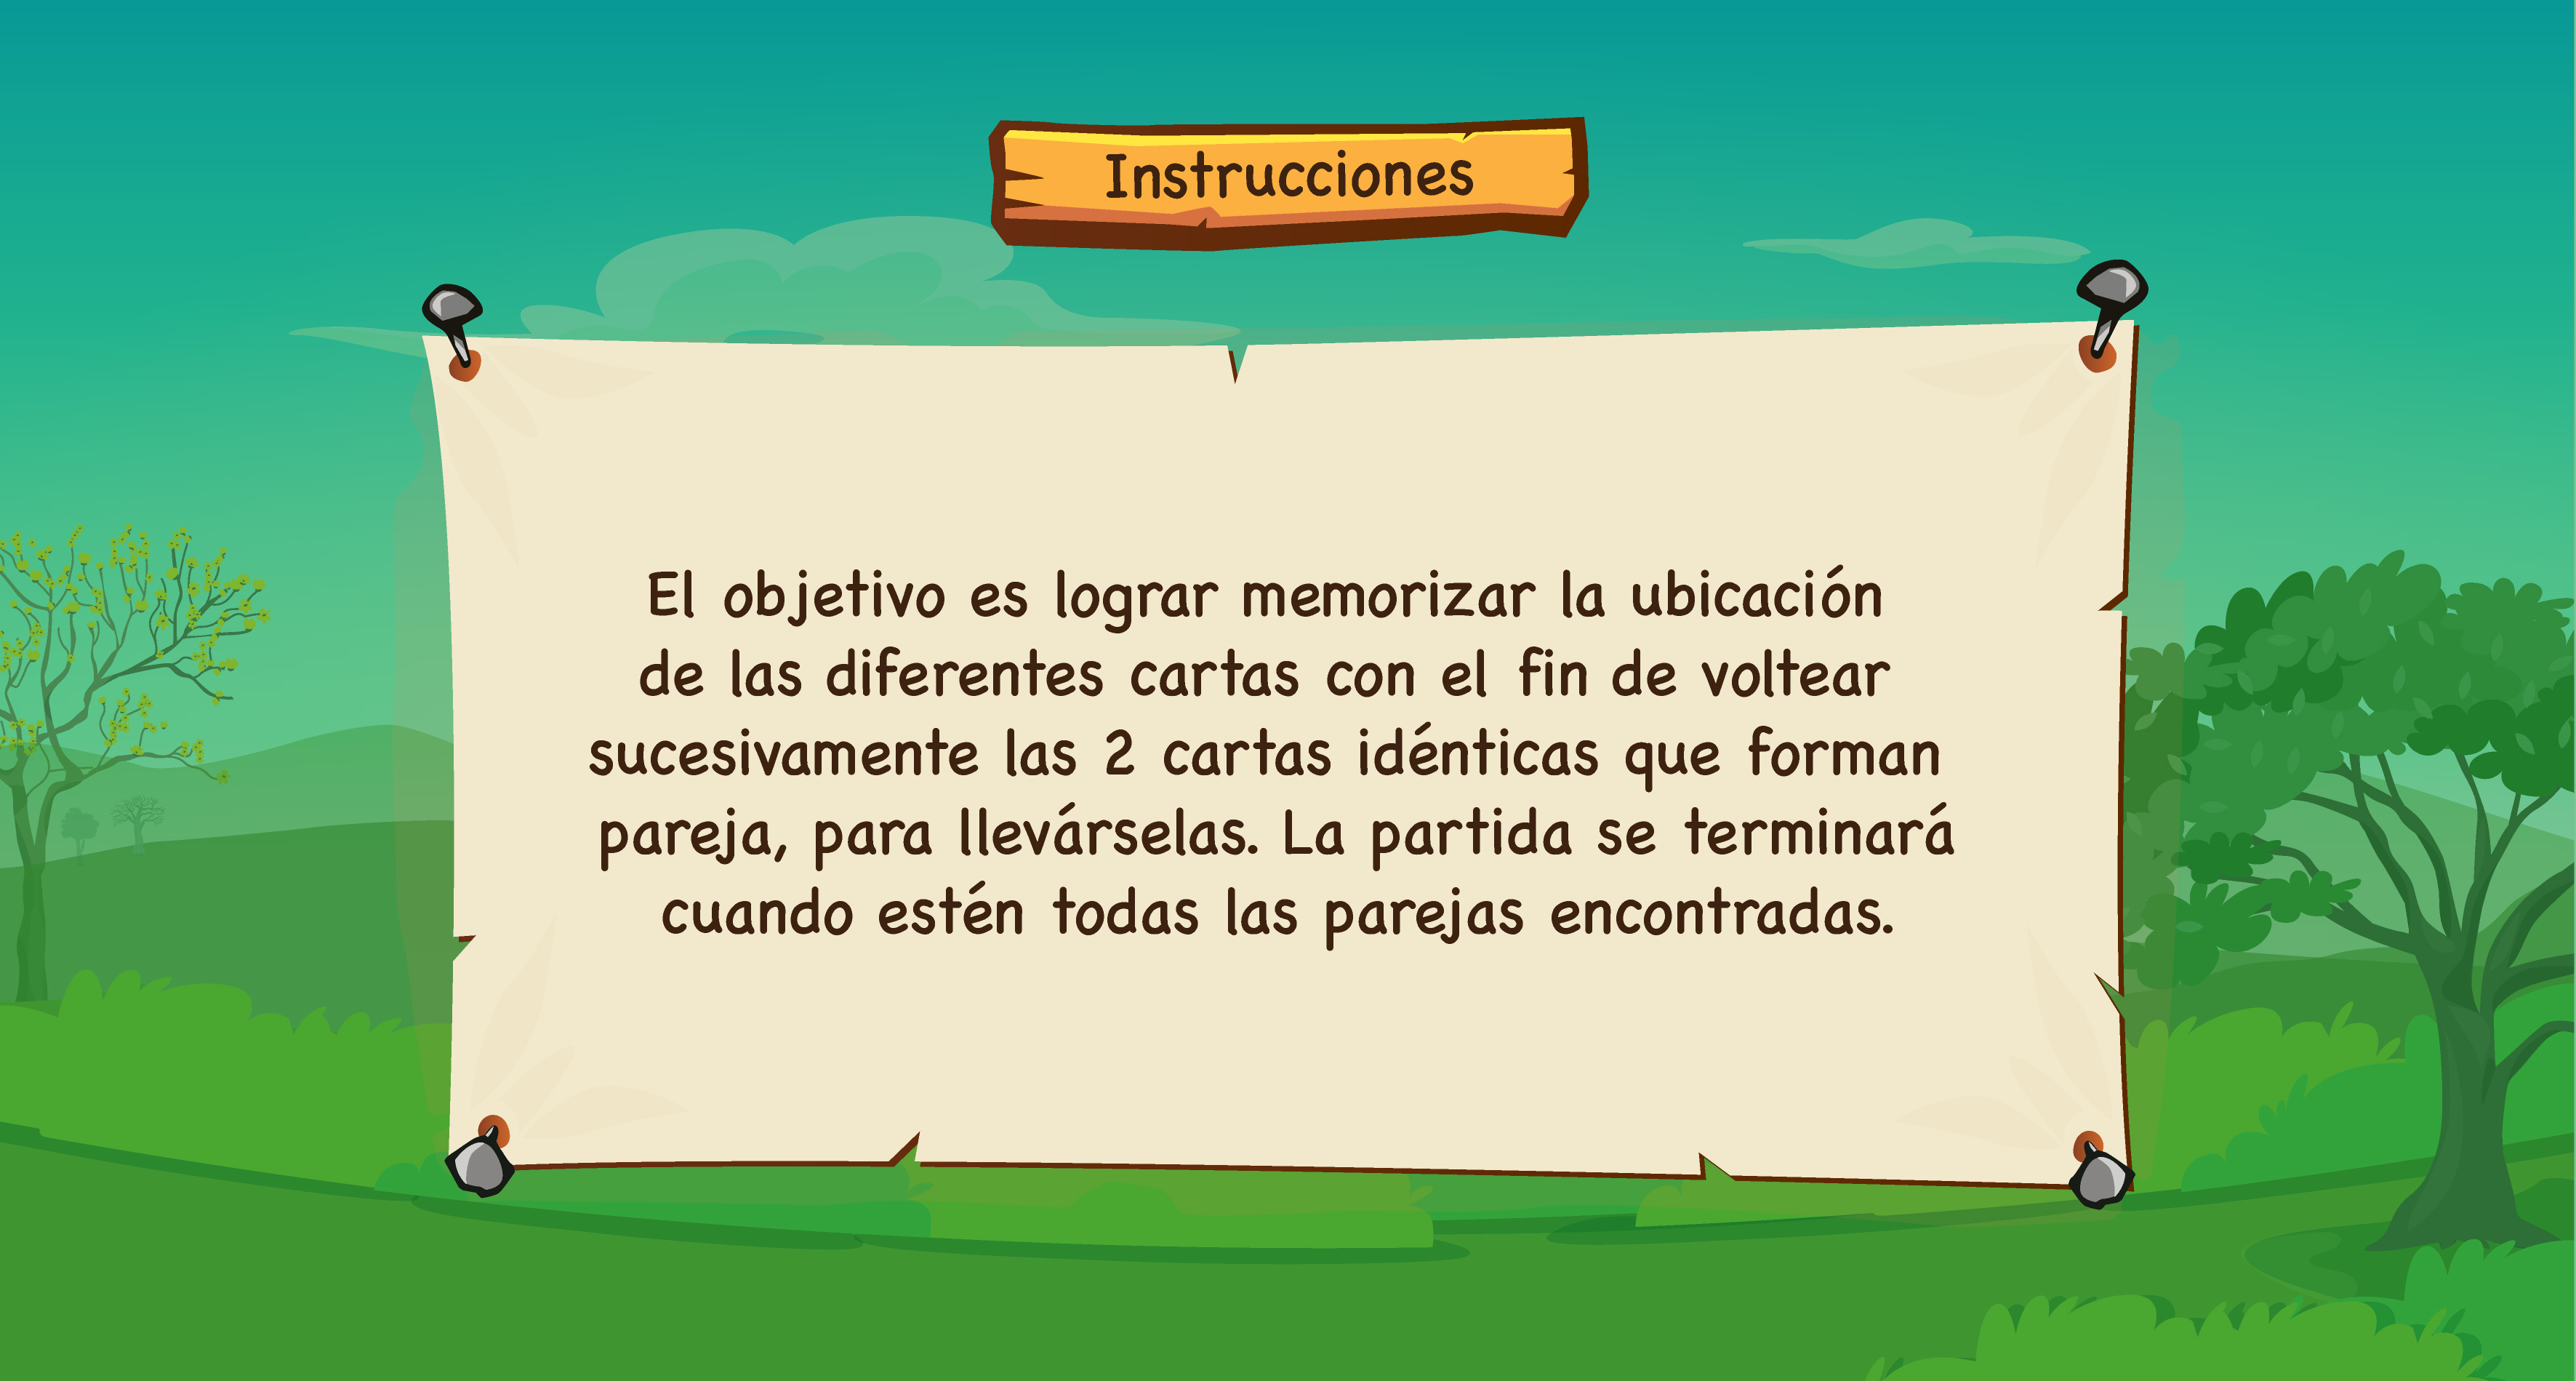 Instrucciones
El objetivo es lograr memorizar la ubicación
de las diferentes cartas con el fin de voltear
sucesivamente las 2 cartas idénticas que forman
pareja, para llevárselas. La partida se terminará
cuando estén todas las parejas encontradas.